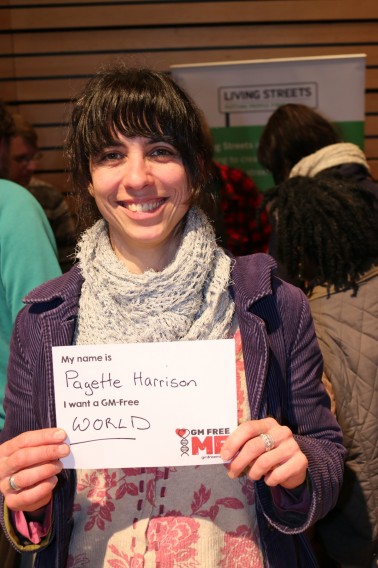 LIVING STREETS
My name is
Pagette Harrison
I want a GM-Free
WORLD
GM FREE
ME